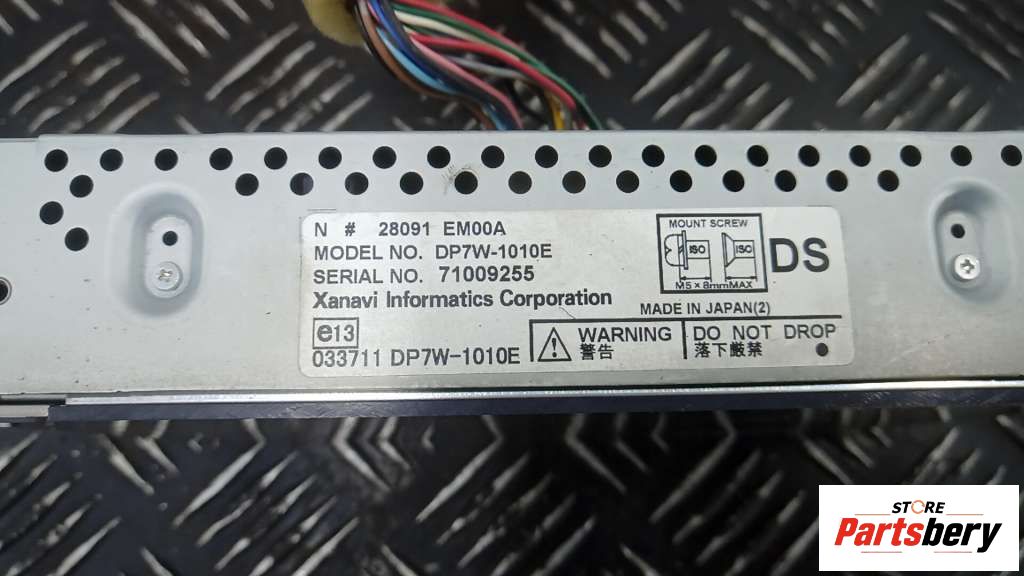 N # 28091 EM00A
MODEL NO. DP7W-1010E
SERIAL NO. 71009255
Xanavi Informatics Corporation
e13
033711 DP7W-1010E
MOUNT SCREW
ISO ISO
M5×8mmMAX
DS
MADE IN JAPAN(2)
WARNING
警告
DO NOT DROP
落下厳禁
STORE
Partsbery